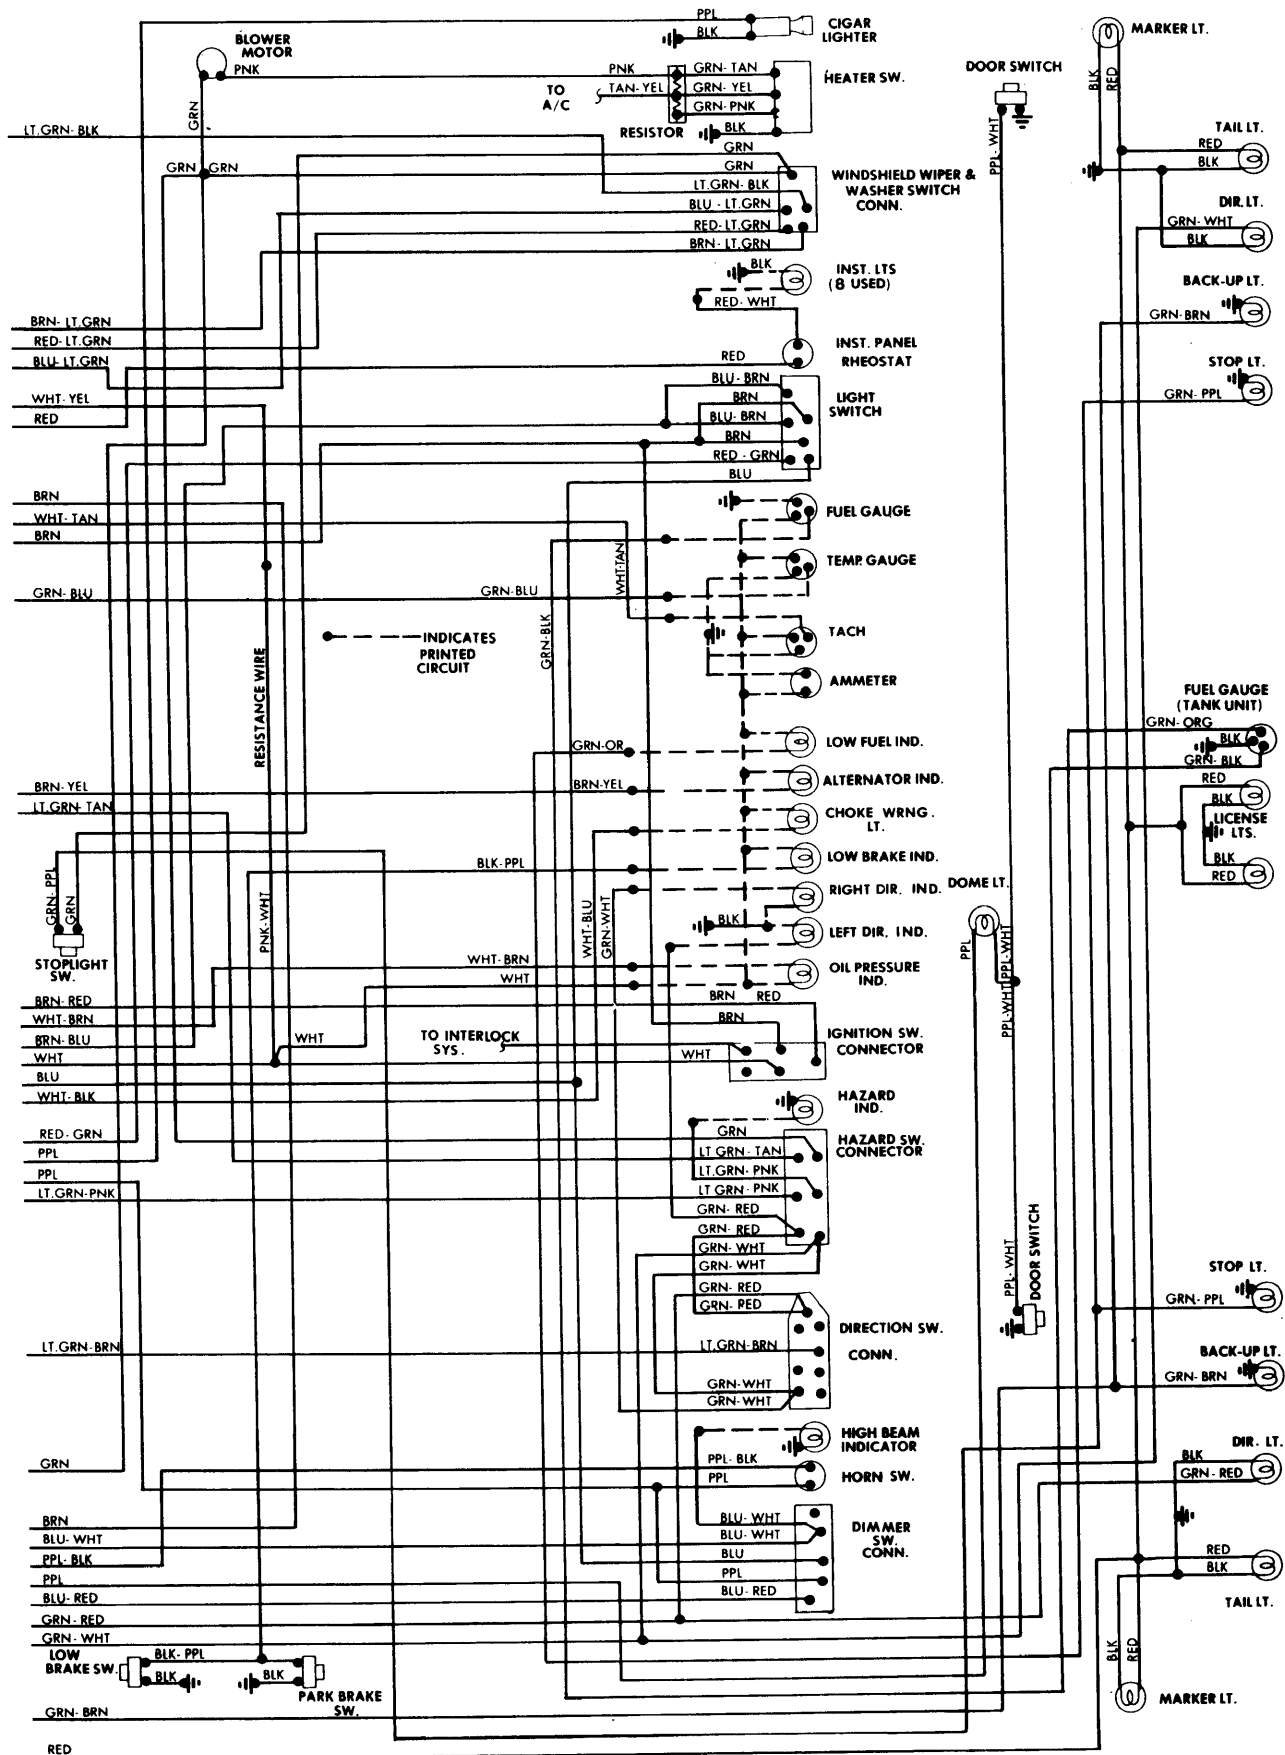 PPL
BLK
CIGAR
LIGHTER
MARKER LT.
BLOWER
MOTOR
PNK
PNK
GRN-TAN
HEATER SW.
DOOR SWITCH
BLK
RED
TO
A/C
TAN-YEL
GRN-YEL
GRN-PNK
RESISTOR
BLK
GRN
LT.GRN-BLK
PPL-WHT
TAIL LT.
RED
BLK
GRN
GRN
GRN
GRN
LT.GRN-BLK
BLU-LT.GRN
RED-LT.GRN
BRN-LT.GRN
WINDSHIELD WIPER &
WASHER SWITCH
CONN.
DIR. LT.
GRN-WHT
BLK
BLK
INST. LTS
(8 USED)
RED-WHT
BACK-UP LT.
GRN-BRN
BRN-LT.GRN
RED-LT.GRN
BLU-LT.GRN
RED
INST. PANEL
RHEOSTAT
STOP LT.
GRN-PPL
WHT-YEL
RED
BLU-BRN
BRN
BLU-BRN
BRN
RED-GRN
BLU
LIGHT
SWITCH
BRN
WHT-TAN
BRN
FUEL GAUGE
WHT-TAN
TEMP. GAUGE
GRN-BLU
GRN-BLU
GRN-BLK
INDICATES
PRINTED
CIRCUIT
TACH
RESISTANCE WIRE
AMMETER
FUEL GAUGE
(TANK UNIT)
GRN-ORG
BLK
GRN-BLK
GRN-OR
LOW FUEL IND.
RED
BLK
LICENSE
LTS.
BLK
RED
BRN-YEL
LT.GRN-TAN
BRN-YEL
ALTERNATOR IND.
CHOKE WRNG.
LT.
BLK-PPL
LOW BRAKE IND.
RIGHT DIR. IND.
DOME LT.
GRN-PPL
GRN
PNK-WHT
WHT-BLU
GRN-WHT
BLK
LEFT DIR. IND.
PPL
PPL-WHT
STOPLIGHT
SW.
WHT-BRN
WHT
OIL PRESSURE
IND.
PPL-WHT
BRN-RED
WHT-BRN
BRN-BLU
WHT
BLU
WHT-BLK
BRN
RED
BRN
WHT
TO INTERLOCK
SYS.
WHT
IGNITION SW.
CONNECTOR
HAZARD
IND.
RED-GRN
PPL
PPL
LT.GRN-PNK
GRN
LT GRN-TAN
LT.GRN-PNK
LT GRN-PNK
GRN-RED
GRN-RED
GRN-WHT
GRN-WHT
HAZARD SW.
CONNECTOR
PPL-WHT
DOOR SWITCH
STOP LT.
GRN-PPL
GRN-RED
GRN-RED
LT.GRN-BRN
LT.GRN-BRN
GRN-WHT
GRN-WHT
DIRECTION SW.
CONN.
BACK-UP LT.
GRN-BRN
HIGH BEAM
INDICATOR
PPL-BLK
PPL
HORN SW.
GRN
DIR. LT.
BLK
GRN-RED
BRN
BLU-WHT
PPL-BLK
PPL
BLU-RED
GRN-RED
GRN-WHT
BLU-WHT
BLU-WHT
BLU
PPL
BLU-RED
DIMMER
SW.
CONN.
RED
BLK
TAIL LT.
LOW
BRAKE SW.
BLK-PPL
BLK
BLK
PARK BRAKE
SW.
BLK
RED
MARKER LT.
GRN-BRN
RED